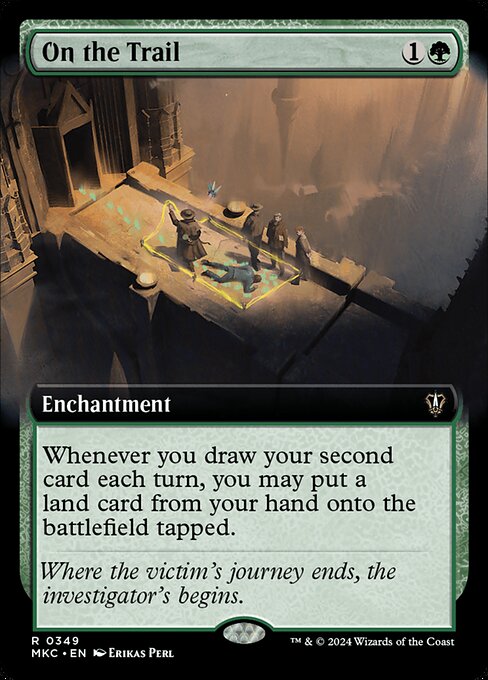 On the Trail 1
Enchantment
Whenever you draw your second
card each turn, you may put a
land card from your hand onto the
battlefield tapped.
Where the victim's journey ends, the
investigator's begins.
R 0349
MKC • EN Erikas Perl
™ & © 2024 Wizards of the Coast